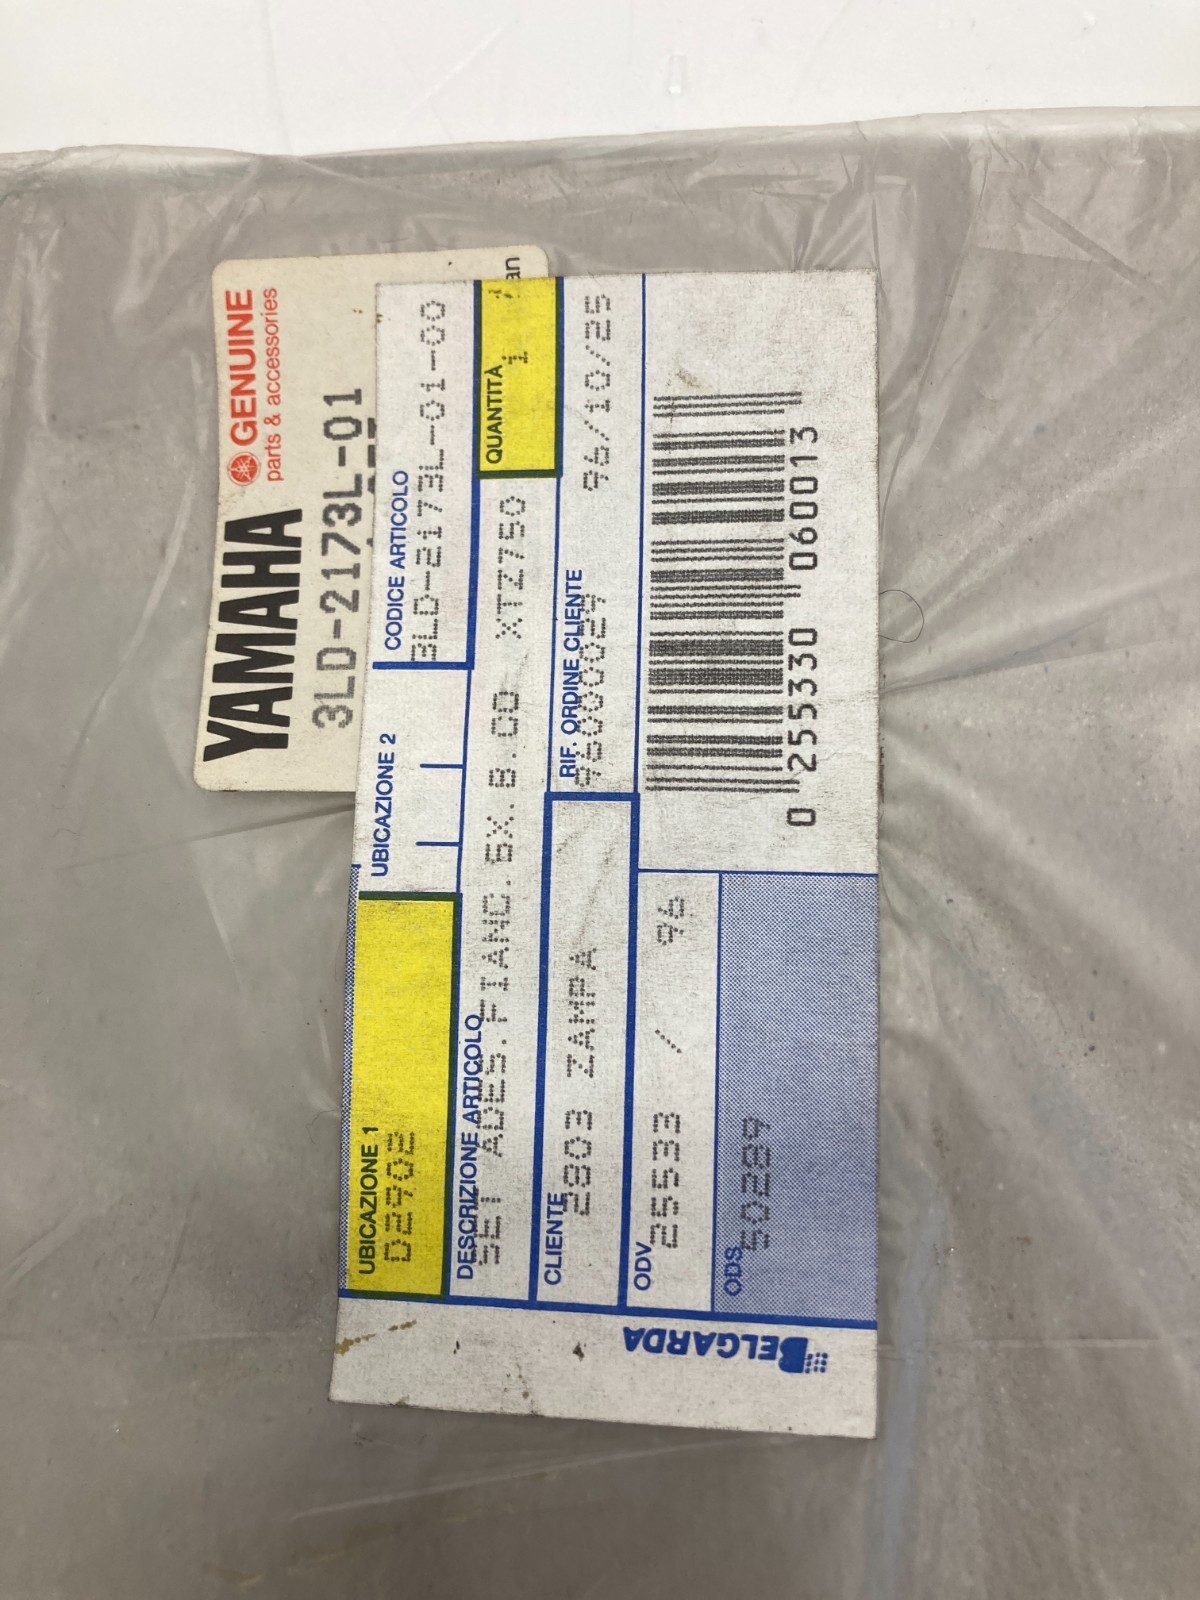 YAMAHA GENUINE
parts & accessories
3LD-2173L-01
UBICAZIONE 1
UBICAZIONE 2
CODICE ARTICOLO
3LD-2173L-01-00
DESCRIZIONE ARTICOLO
SET ADES.FIANC.SX.B.CO XTZ750
QUANTITÀ
1
CLIENTE
2803 ZAMPA
RIF. ORDINE CLIENTE
96000029
96/10/25
ODV
25533 / 96
ODS
50289
0 255330 060013
BELGARDA